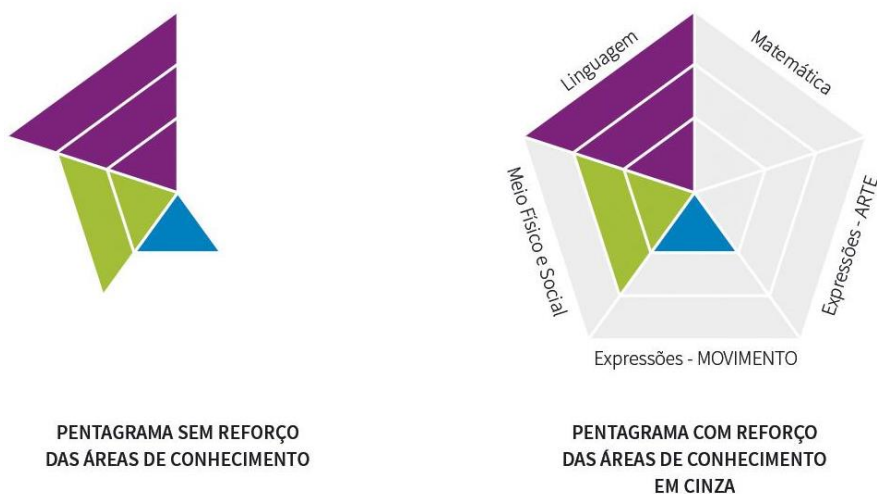 Linguagem
Matemática
Meio Físico e Social
Expressões - ARTE
Expressões - MOVIMENTO
PENTAGRAMA SEM REFORÇO
DAS ÁREAS DE CONHECIMENTO
PENTAGRAMA COM REFORÇO
DAS ÁREAS DE CONHECIMENTO
EM CINZA